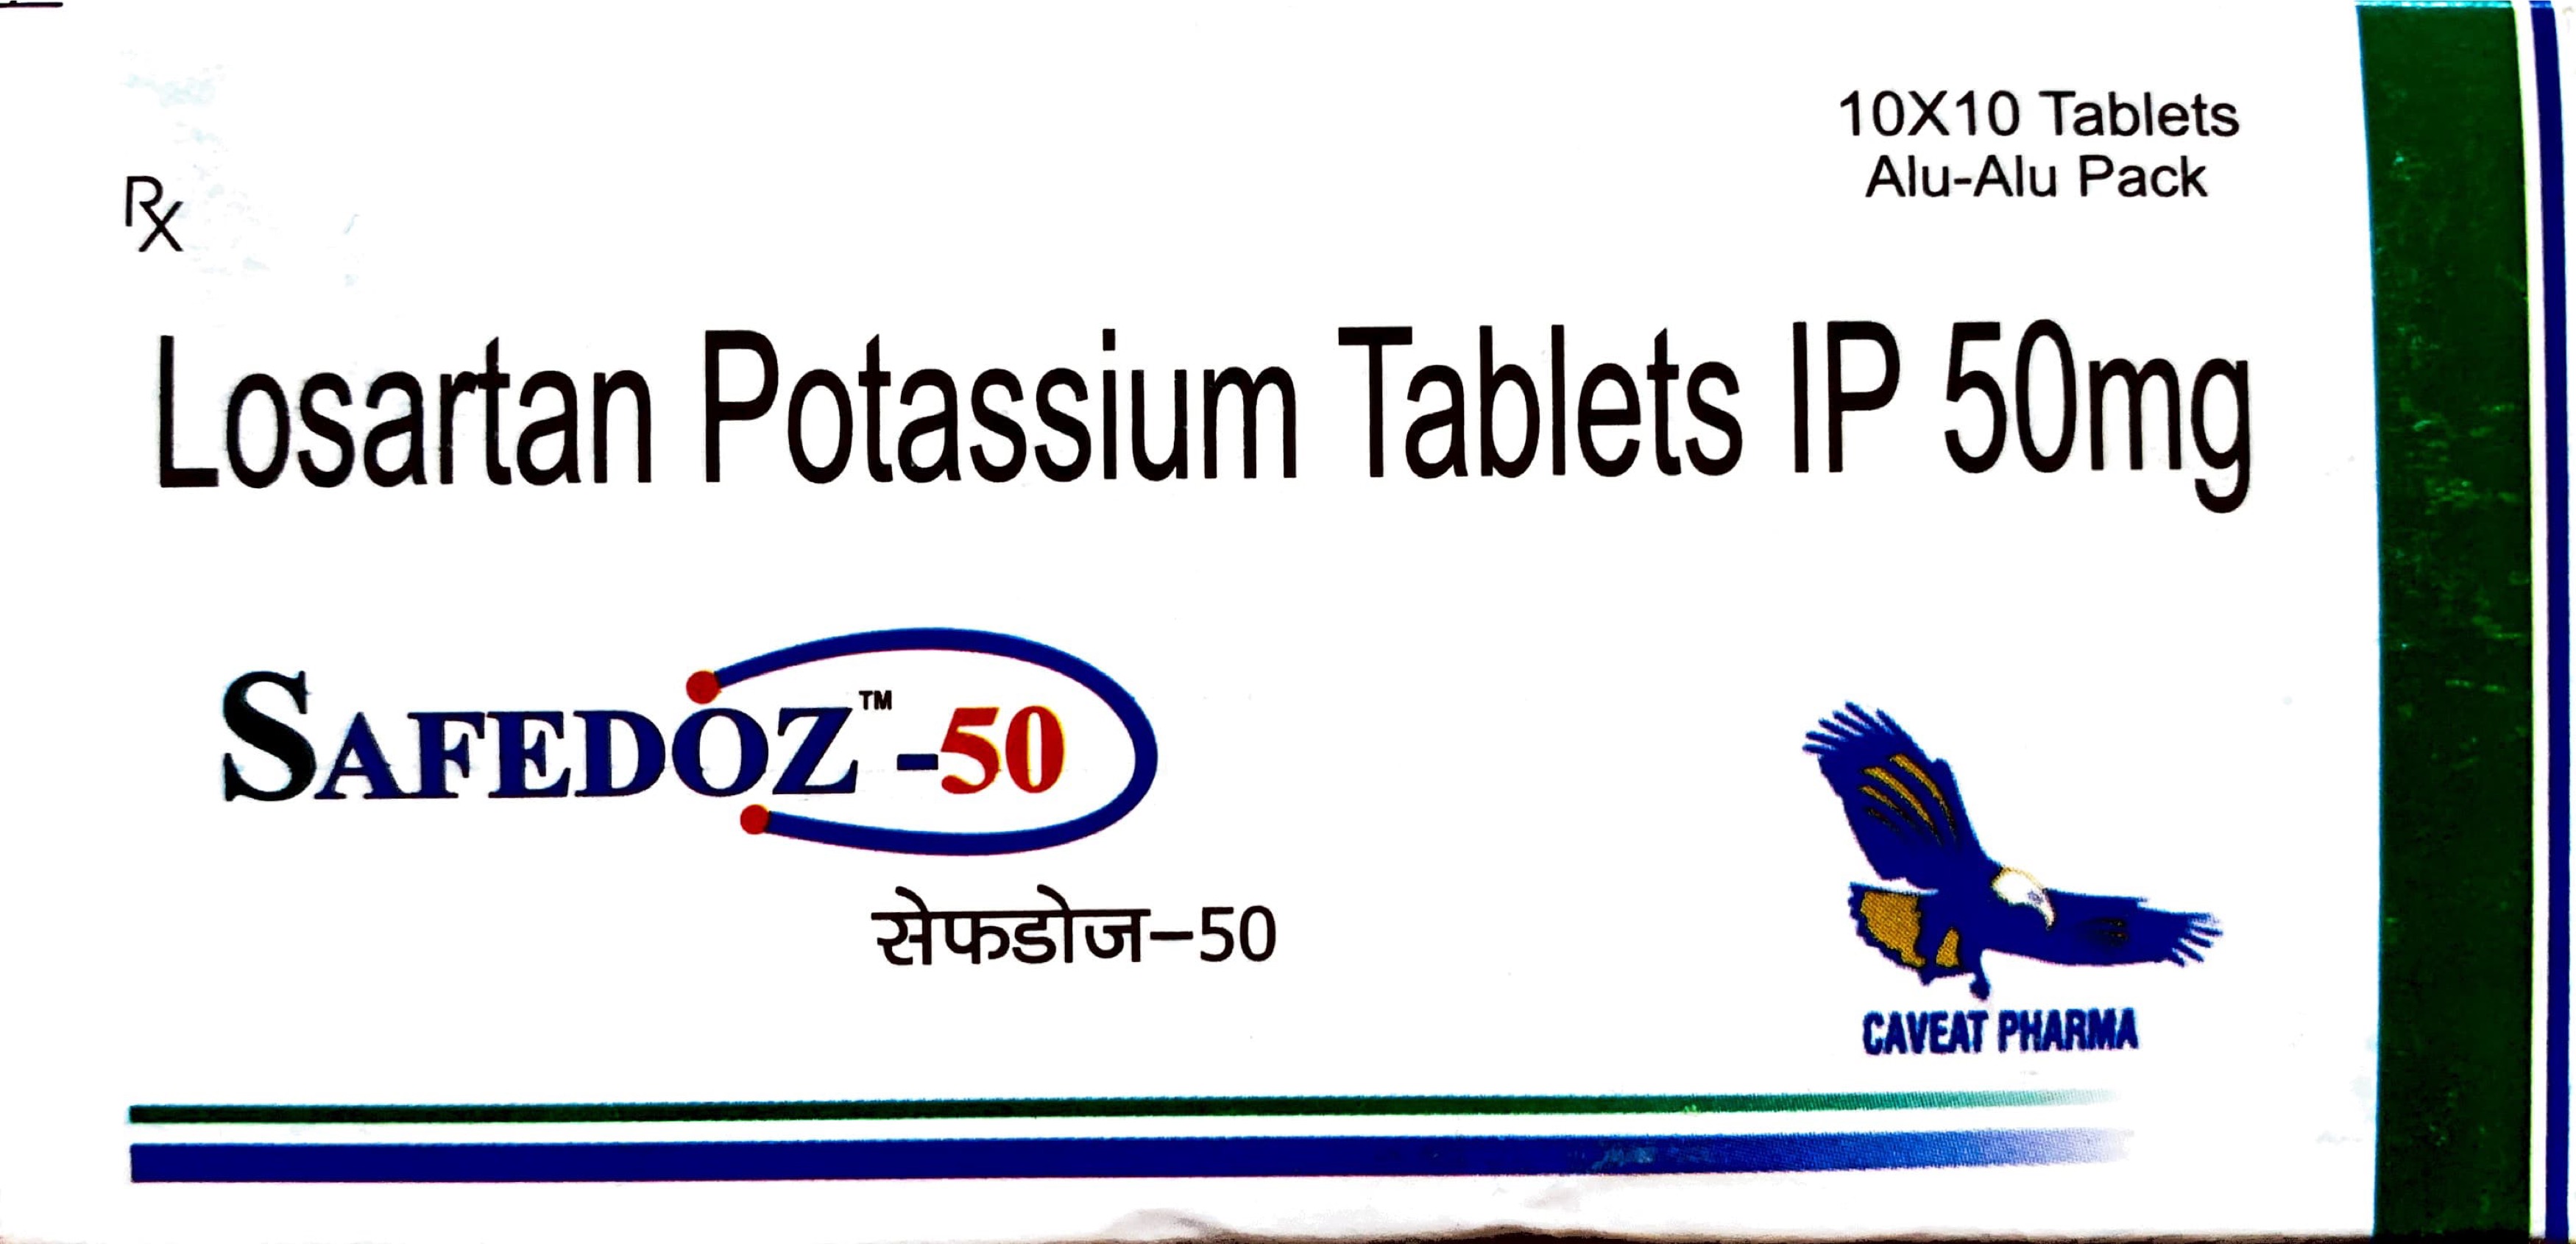 10X10 Tablets
Alu-Alu Pack
Rx
Losartan Potassium Tablets IP 50mg
SAFEDOZ™-50
सेफडोज–50
CAVEAT PHARMA